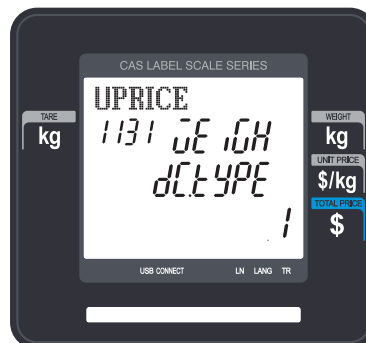 CAS LABEL SCALE SERIES
UPRICE
TARE
kg
1131 WEiGH
dC.tYPE
1
WEIGHT
kg
UNIT PRICE
$/kg
TOTAL PRICE
$
USB CONNECT LN LANG TR